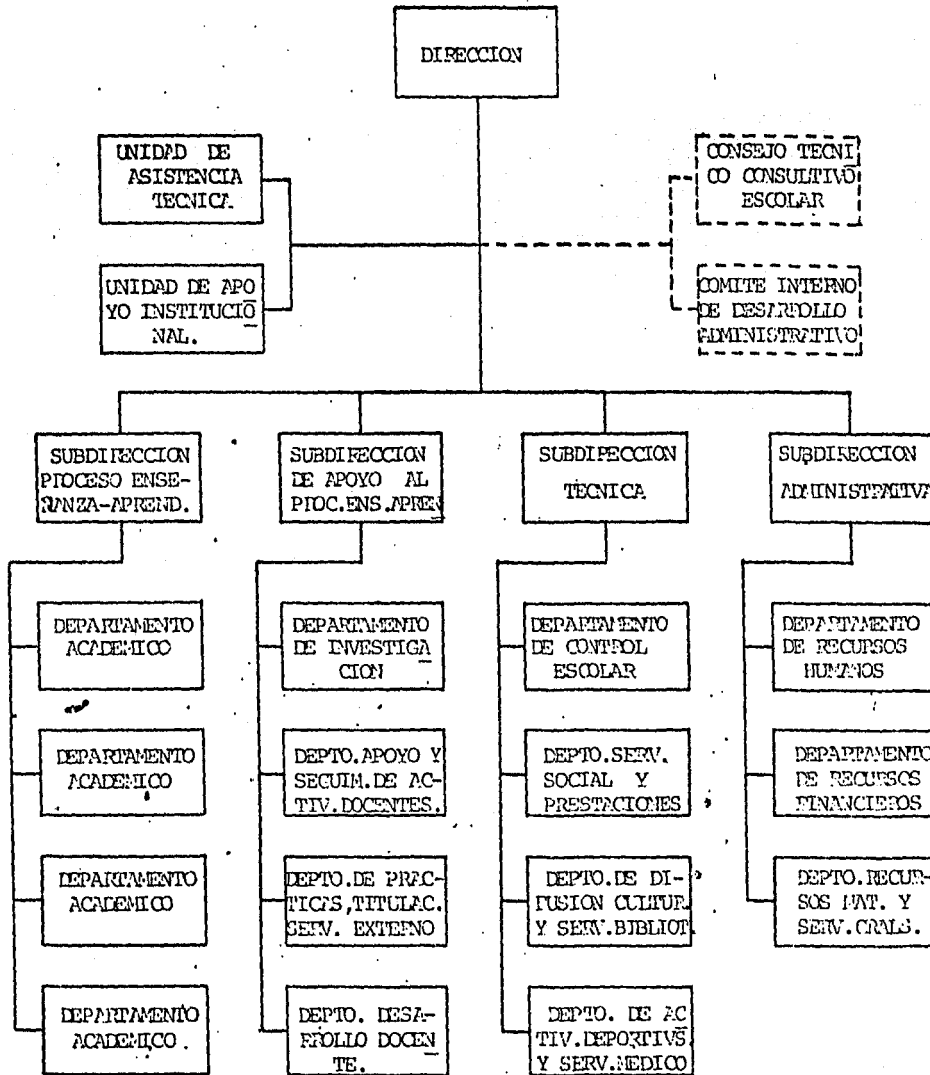 DIRECCION
UNIDAD DE
ASISTENCIA
TECNICA.
CONSEJO TECNI
CO CONSULTIVO
ESCOLAR
UNIDAD DE APO
YO INSTITUCIO
NAL.
COMITE INTERNO
DE DESARROLLO
ADMINISTRATIVO
SUBDIRECCION
PROCESO ENSE-
ÑANZA-APREND.
SUBDIRECCION
DE APOYO AL
PROC.ENS.APREN
SUBDIRECCION
TECNICA
SUBDIRECCION
ADMINISTRATIVA
DEPARTAMENTO
ACADEMICO
DEPARTAMENTO
DE INVESTIGA
CION
DEPARTAMENTO
DE CONTROL
ESCOLAR
DEPARTAMENTO
DE RECURSOS
HUMANOS
DEPARTAMENTO
ACADEMICO
DEPTO.APOYO Y
SEGUIM.DE AC-
TIV.DOCENTES.
DEPTO.SERV.
SOCIAL Y
PRESTACIONES
DEPARTAMENTO
DE RECURSOS
FINANCIEROS
DEPARTAMENTO
ACADEMICO
DEPTO.DE PRAC-
TICAS,TITULAC.
SERV. EXTERNO
DEPTO.DE DI-
FUSION CULTUR.
Y SERV.BIBLIOT.
DEPTO.RECUR-
SOS MAT. Y
SERV.GRALS.
DEPARTAMENTO
ACADEMICO.
DEPTO. DESA-
RROLLO DOCEN
TE.
DEPTO. DE AC
TIV.DEPORTIVS.
Y SERV.MEDICO